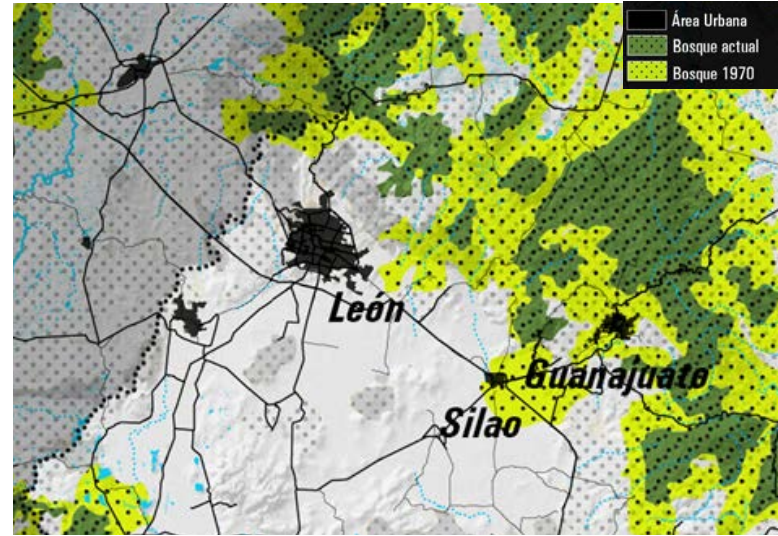 Área Urbana
Bosque actual
Bosque 1970
León
Guanajuato
Silao